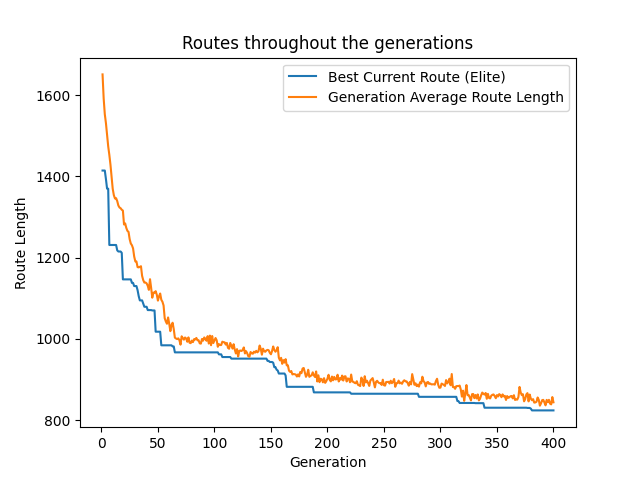 Routes throughout the generations
Best Current Route (Elite)
Generation Average Route Length
Route Length
1600
1400
1200
1000
800
0 50 100 150 200 250 300 350 400
Generation